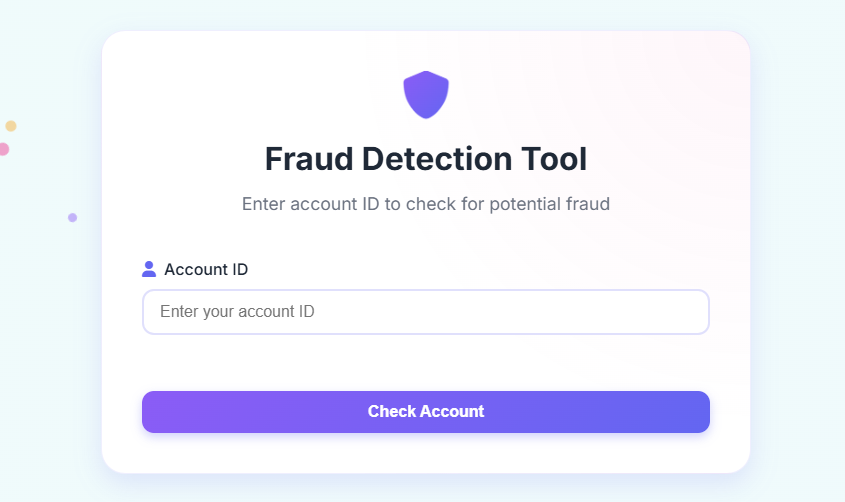 Fraud Detection Tool
Enter account ID to check for potential fraud
Account ID
Enter your account ID
Check Account